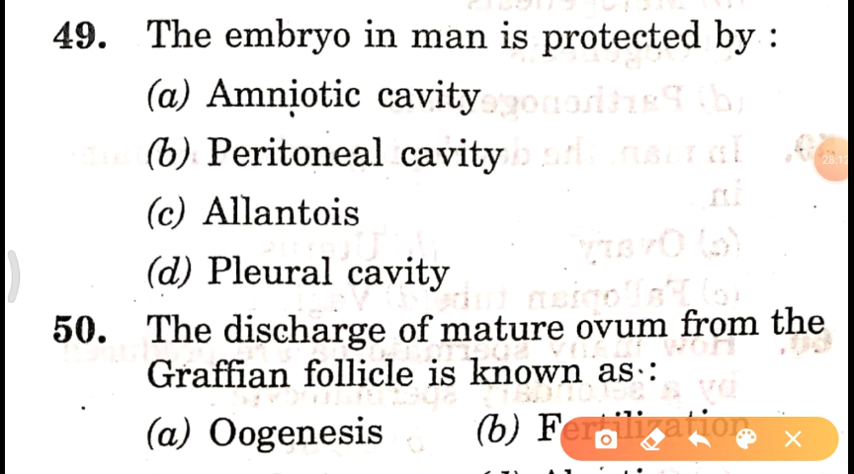 49. The embryo in man is protected by :
(a) Amniotic cavity
(b) Peritoneal cavity
(c) Allantois
(d) Pleural cavity
50. The discharge of mature ovum from the
Graffian follicle is known as :
(a) Oogenesis (b) Fertilization